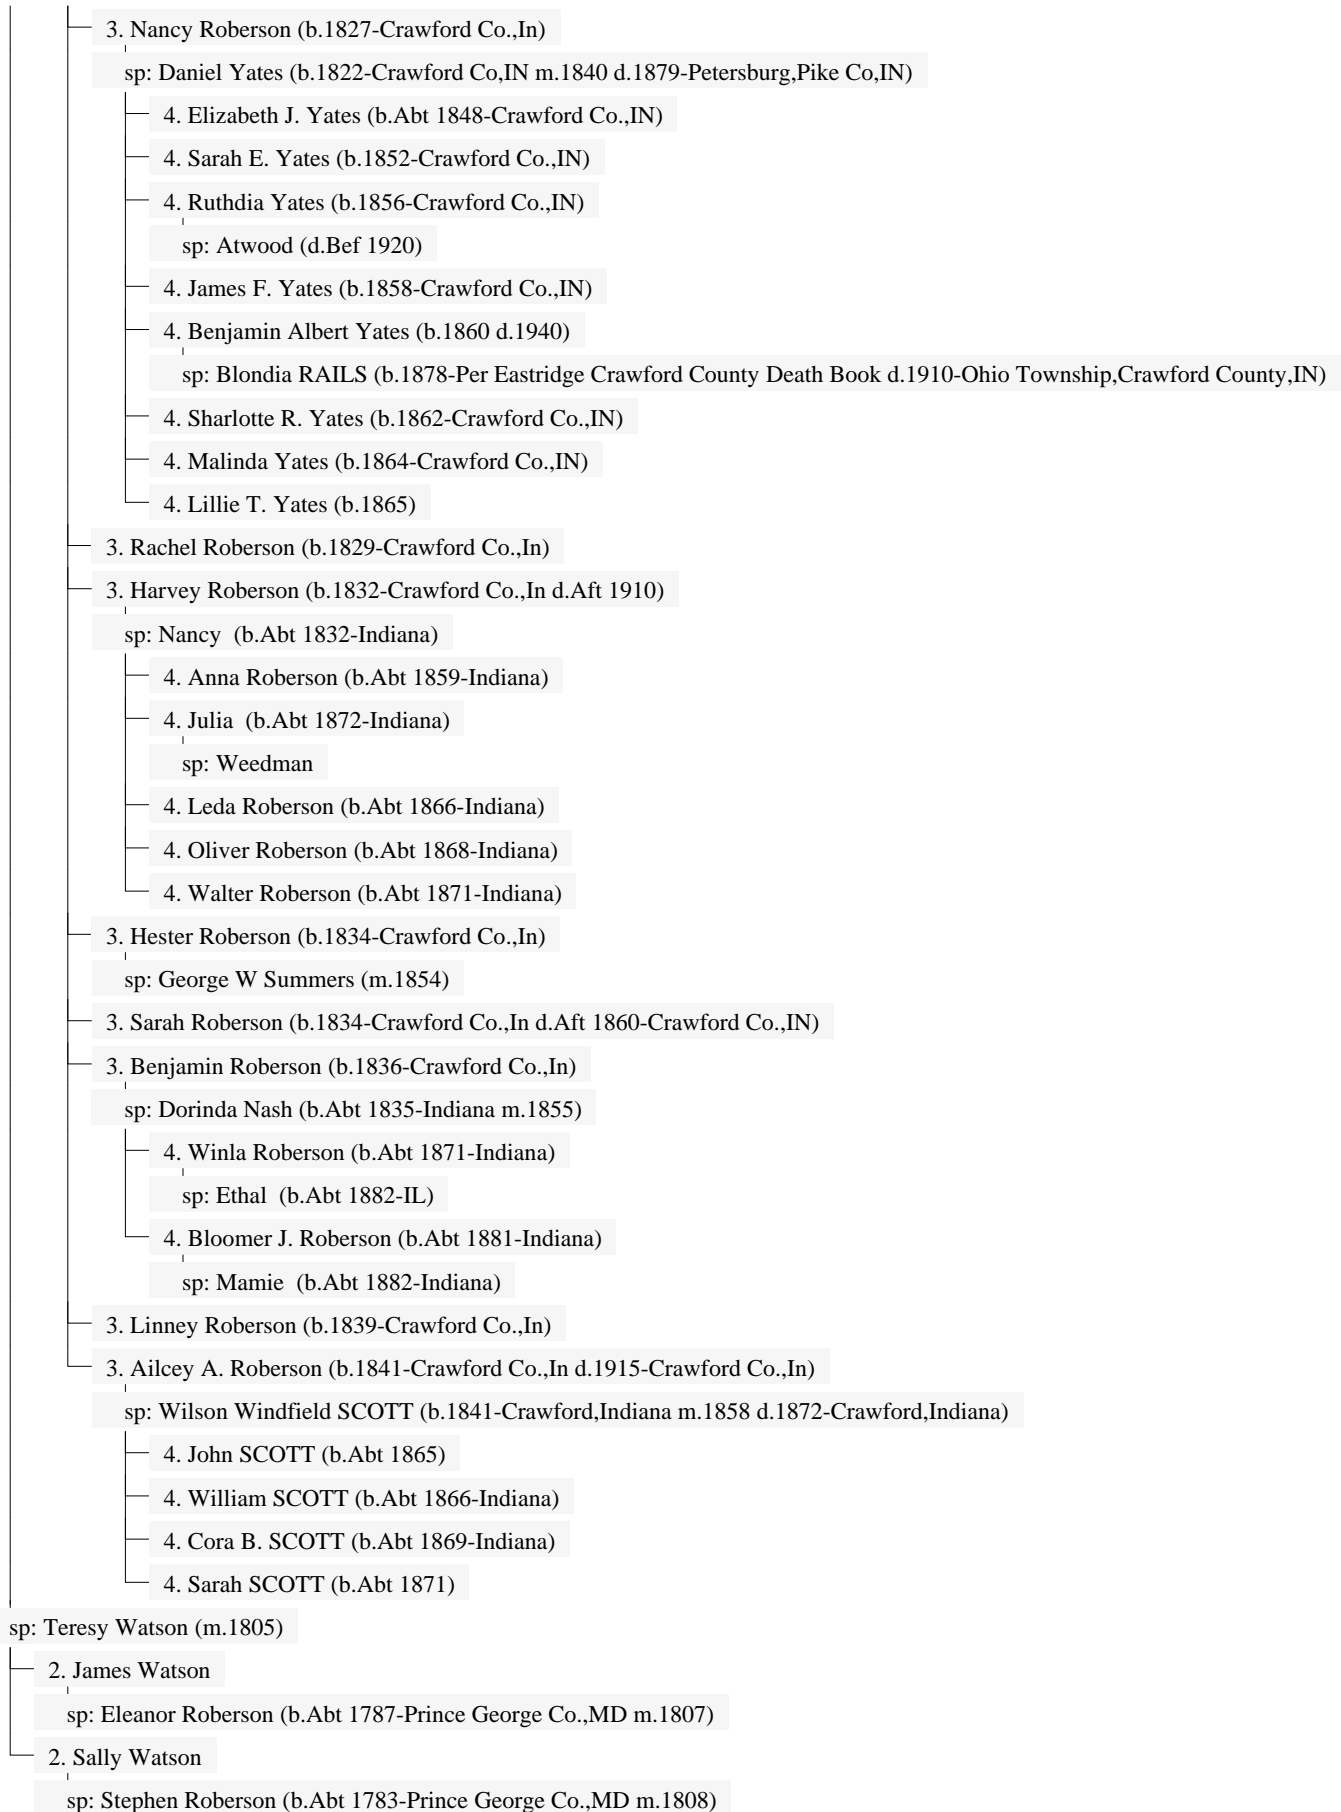 3. Nancy Roberson (b.1827-Crawford Co.,In)
sp: Daniel Yates (b.1822-Crawford Co,IN m.1840 d.1879-Petersburg,Pike Co,IN)
4. Elizabeth J. Yates (b.Abt 1848-Crawford Co.,IN)
4. Sarah E. Yates (b.1852-Crawford Co.,IN)
4. Ruthdia Yates (b.1856-Crawford Co.,IN)
sp: Atwood (d.Bef 1920)
4. James F. Yates (b.1858-Crawford Co.,IN)
4. Benjamin Albert Yates (b.1860 d.1940)
sp: Blondia RAILS (b.1878-Per Eastridge Crawford County Death Book d.1910-Ohio Township,Crawford County,IN)
4. Sharlotte R. Yates (b.1862-Crawford Co.,IN)
4. Malinda Yates (b.1864-Crawford Co.,IN)
4. Lillie T. Yates (b.1865)
3. Rachel Roberson (b.1829-Crawford Co.,In)
3. Harvey Roberson (b.1832-Crawford Co.,In d.Aft 1910)
sp: Nancy (b.Abt 1832-Indiana)
4. Anna Roberson (b.Abt 1859-Indiana)
4. Julia (b.Abt 1872-Indiana)
sp: Weedman
4. Leda Roberson (b.Abt 1866-Indiana)
4. Oliver Roberson (b.Abt 1868-Indiana)
4. Walter Roberson (b.Abt 1871-Indiana)
3. Hester Roberson (b.1834-Crawford Co.,In)
sp: George W Summers (m.1854)
3. Sarah Roberson (b.1834-Crawford Co.,In d.Aft 1860-Crawford Co.,IN)
3. Benjamin Roberson (b.1836-Crawford Co.,In)
sp: Dorinda Nash (b.Abt 1835-Indiana m.1855)
4. Winla Roberson (b.Abt 1871-Indiana)
sp: Ethal (b.Abt 1882-IL)
4. Bloomer J. Roberson (b.Abt 1881-Indiana)
sp: Mamie (b.Abt 1882-Indiana)
3. Linney Roberson (b.1839-Crawford Co.,In)
3. Ailcey A. Roberson (b.1841-Crawford Co.,In d.1915-Crawford Co.,In)
sp: Wilson Windfield SCOTT (b.1841-Crawford,Indiana m.1858 d.1872-Crawford,Indiana)
4. John SCOTT (b.Abt 1865)
4. William SCOTT (b.Abt 1866-Indiana)
4. Cora B. SCOTT (b.Abt 1869-Indiana)
4. Sarah SCOTT (b.Abt 1871)
sp: Teresy Watson (m.1805)
2. James Watson
sp: Eleanor Roberson (b.Abt 1787-Prince George Co.,MD m.1807)
2. Sally Watson
sp: Stephen Roberson (b.Abt 1783-Prince George Co.,MD m.1808)